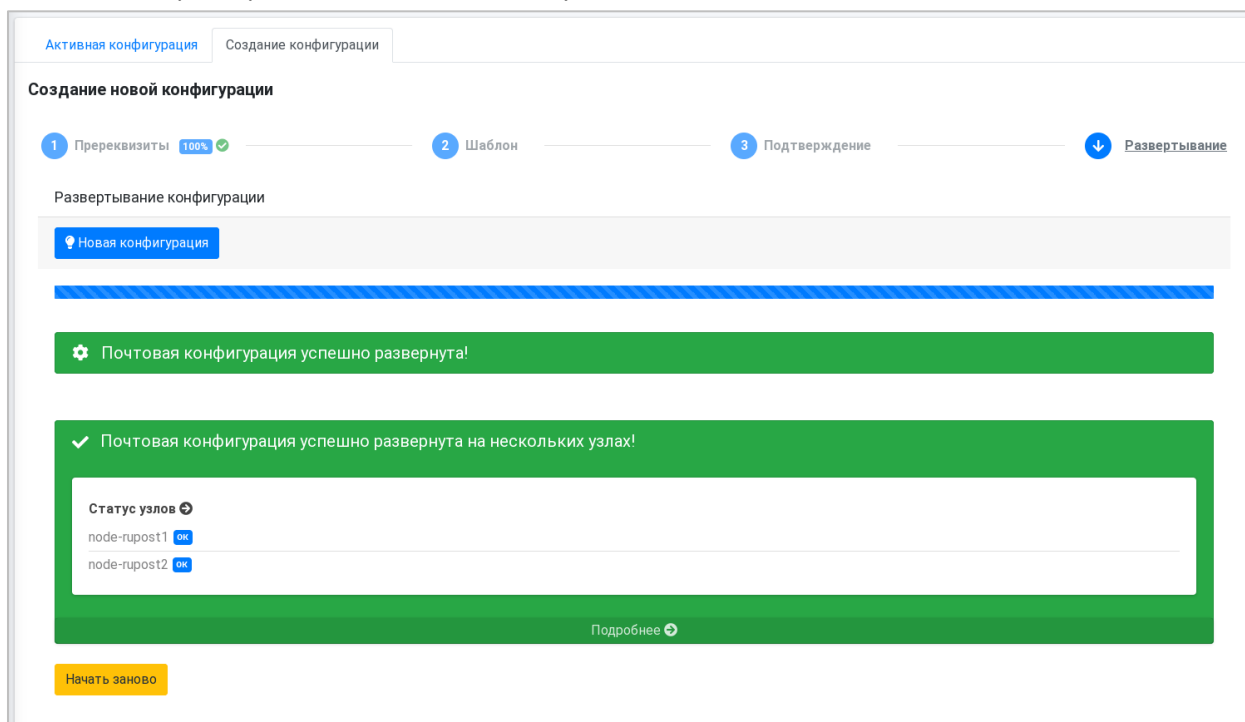 Активная конфигурация Создание конфигурации
Создание новой конфигурации
1 Пререквизиты 100% 2 Шаблон 3 Подтверждение Развертывание
Развертывание конфигурации
Новая конфигурация
Почтовая конфигурация успешно развернута!
Почтовая конфигурация успешно развернута на нескольких узлах!
Статус узлов
node-rupost1 ок
node-rupost2 ок
Подробнее
Начать заново